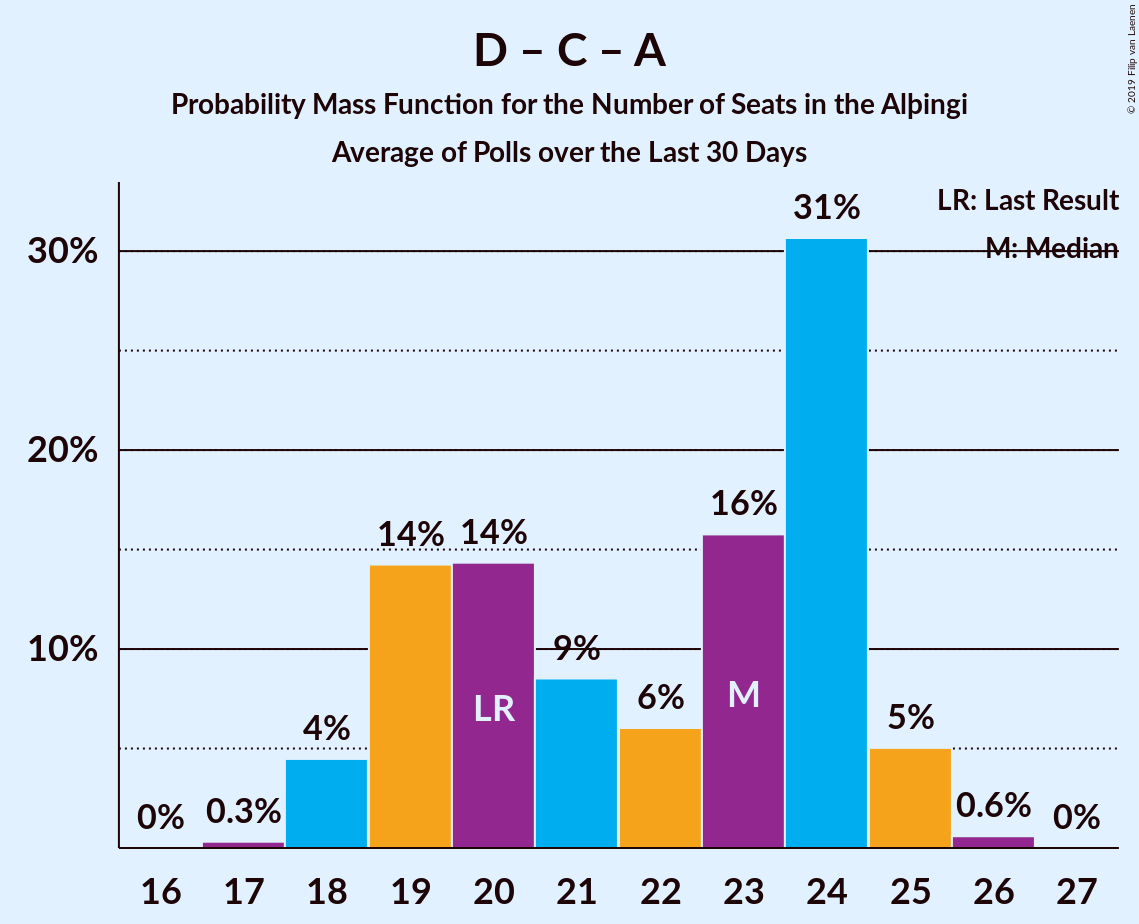 D – C – A
Probability Mass Function for the Number of Seats in the Alþingi
Average of Polls over the Last 30 Days
© 2019 Filip van Laenen
LR: Last Result
M: Median
30%
20%
10%
0%
0.3%
4%
14%
14%
9%
6%
16%
31%
5%
0.6%
0%
LR
M
16 17 18 19 20 21 22 23 24 25 26 27